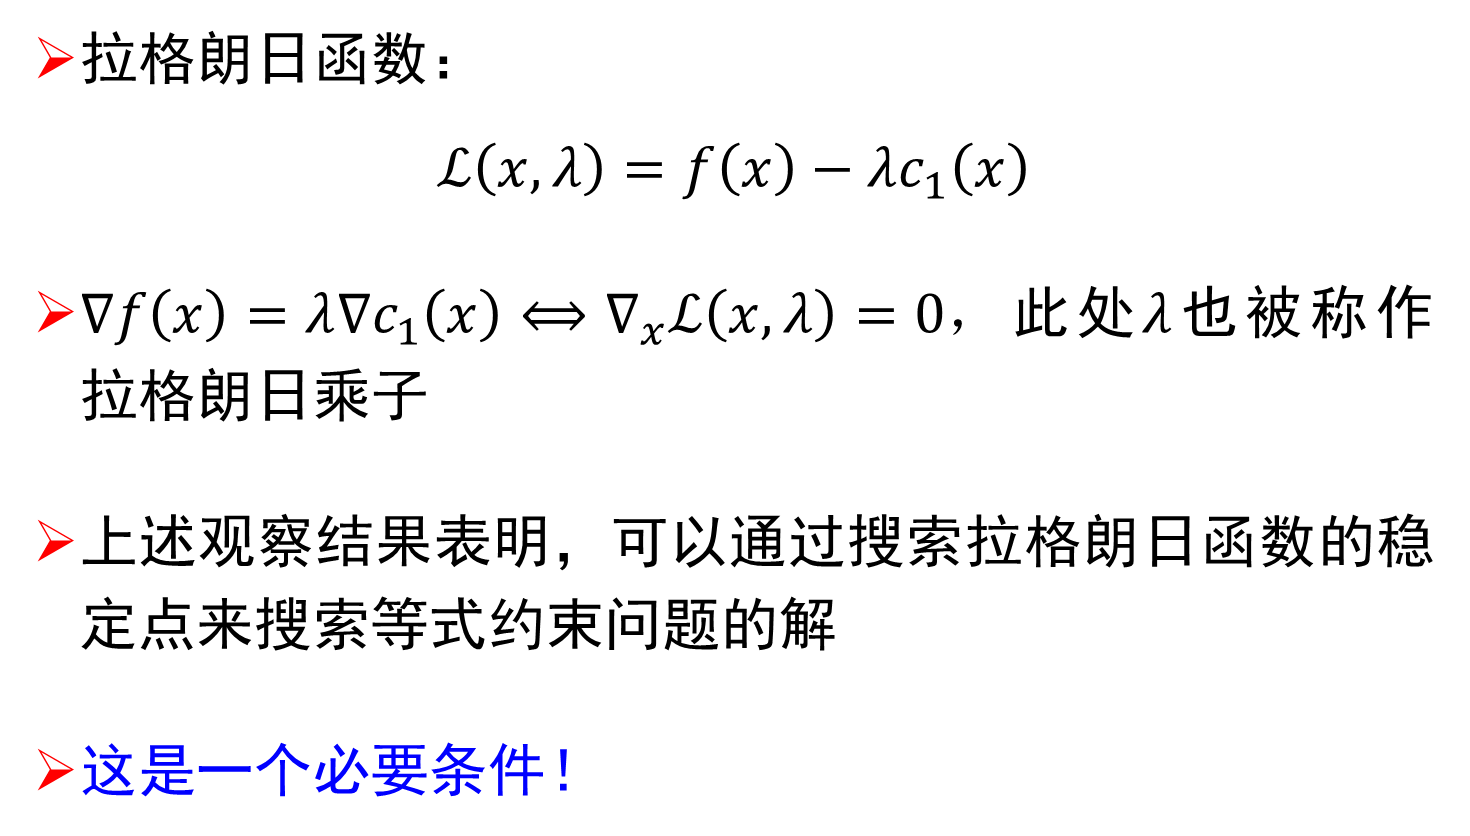 ➢拉格朗日函数：
ℒ(x, λ) = f(x) − λc₁(x)
➢∇f(x) = λ∇c₁(x) ⟺ ∇ₓℒ(x, λ) = 0，此处λ也被称作
拉格朗日乘子
➢上述观察结果表明，可以通过搜索拉格朗日函数的稳
定点来搜索等式约束问题的解
➢这是一个必要条件！